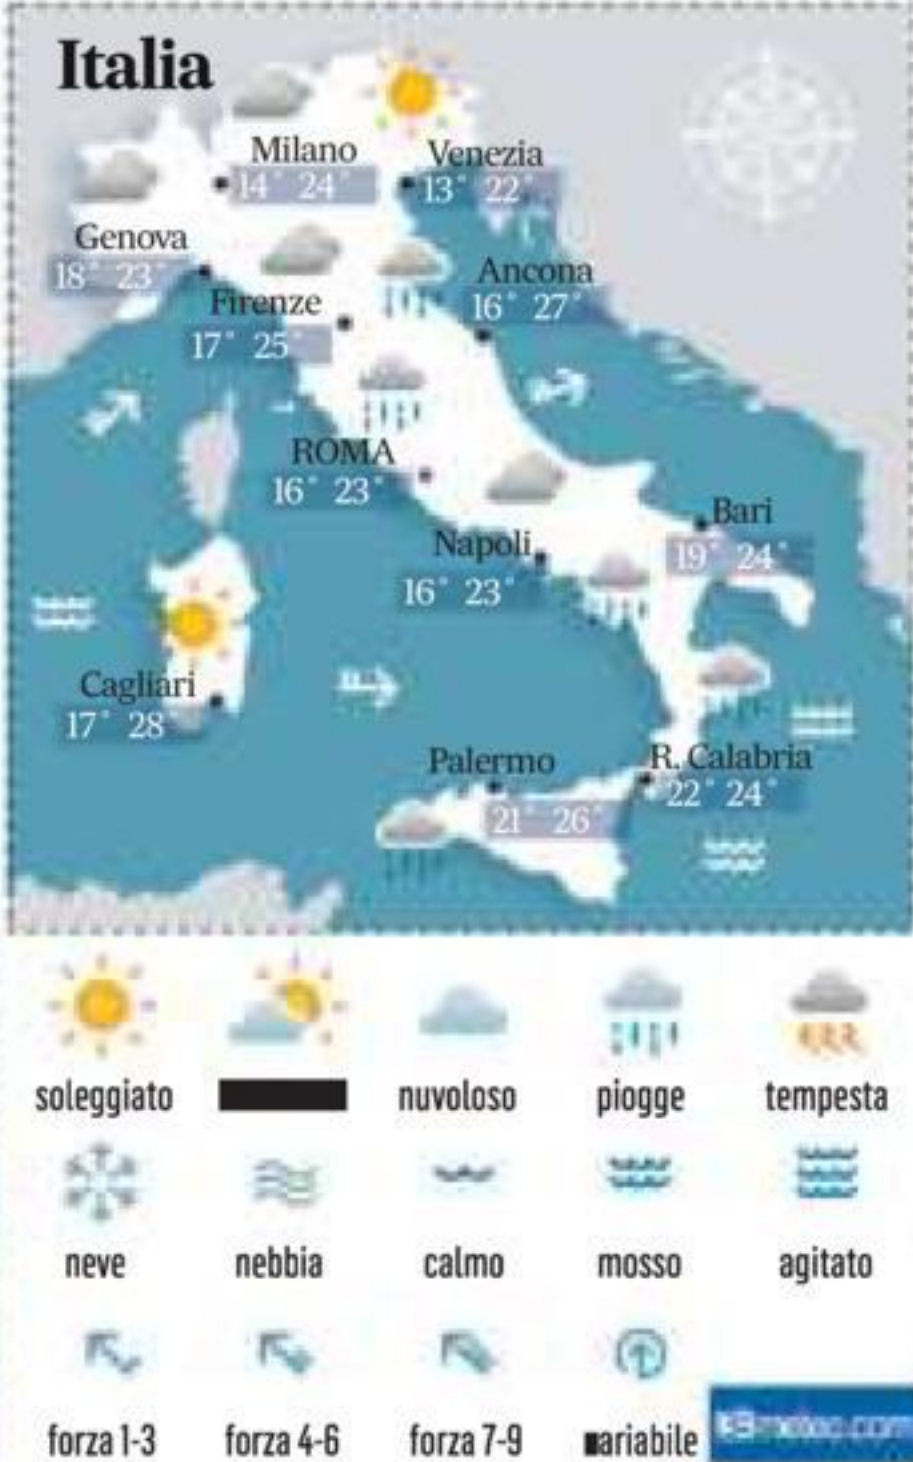 Italia
Milano
14° 24°
Venezia
13° 22°
Genova
18° 23°
Ancona
16° 27°
Firenze
17° 25°
ROMA
16° 23°
Bari
19° 24°
Napoli
16° 23°
Cagliari
17° 28°
Palermo
21° 26°
R. Calabria
22° 24°
soleggiato
nuvoloso
piogge
tempesta
neve
nebbia
calmo
mosso
agitato
forza 1-3
forza 4-6
forza 7-9
ariabile